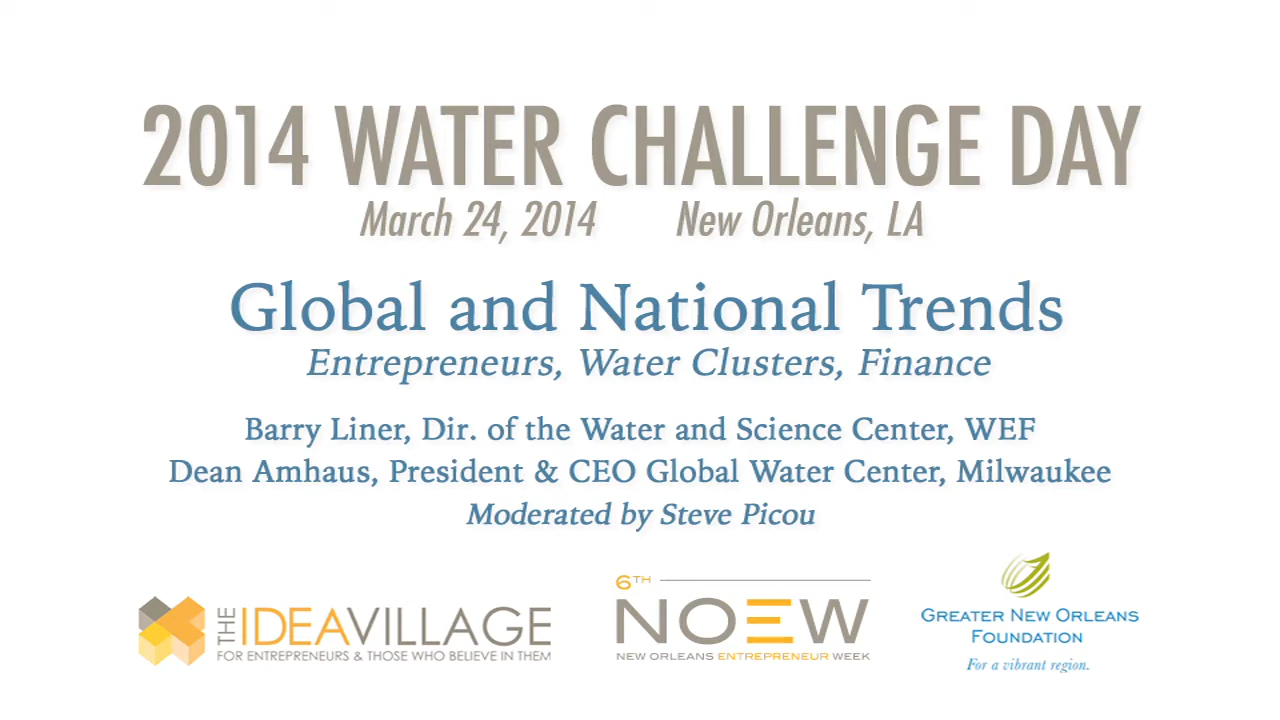 2014 WATER CHALLENGE DAY
March 24, 2014 New Orleans, LA
Global and National Trends
Entrepreneurs, Water Clusters, Finance
Barry Liner, Dir. of the Water and Science Center, WEF
Dean Amhaus, President & CEO Global Water Center, Milwaukee
Moderated by Steve Picou
THE IDEAVILLAGE
FOR ENTREPRENEURS & THOSE WHO BELIEVE IN THEM
6TH
NOEW
NEW ORLEANS ENTREPRENEUR WEEK
GREATER NEW ORLEANS
FOUNDATION
For a vibrant region.